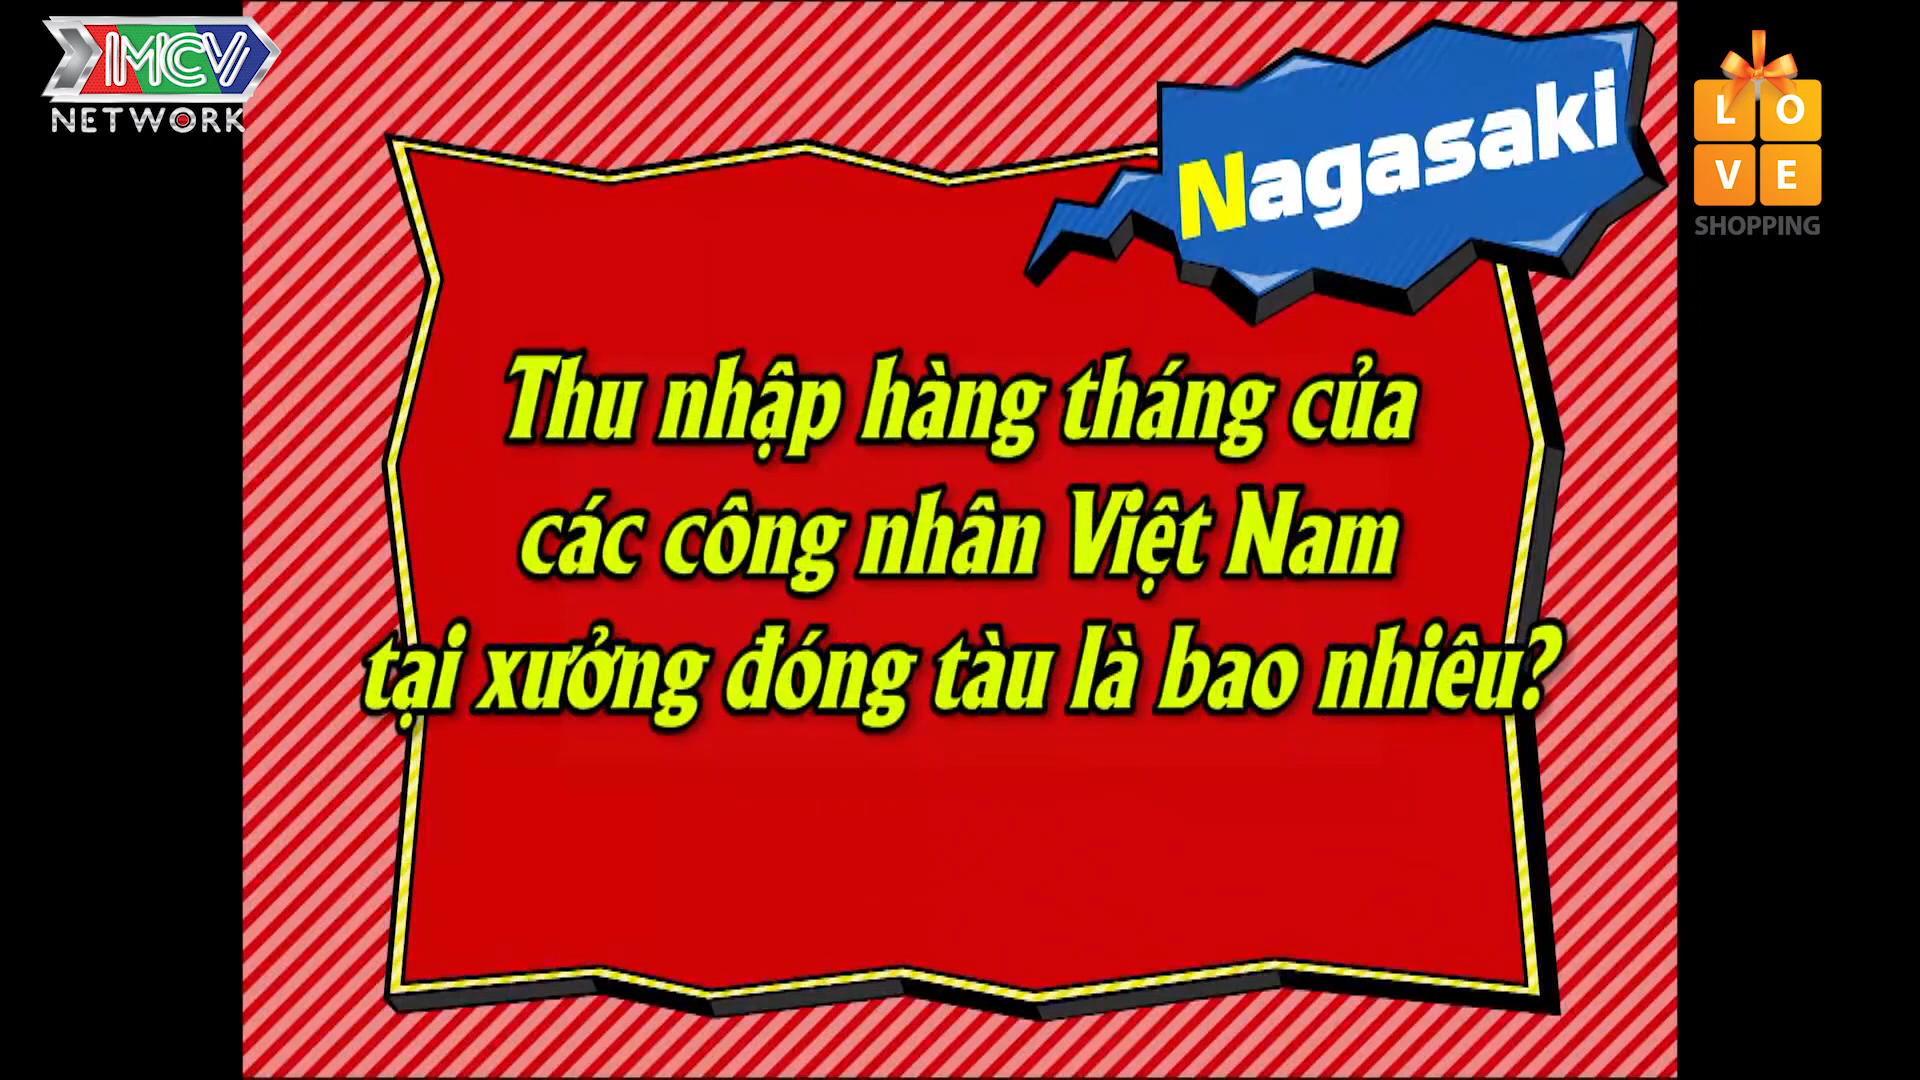 MCV
NETWORK
L O
V E
SHOPPING
Nagasaki
Thu nhập hàng tháng của
các công nhân Việt Nam
tại xưởng đóng tàu là bao nhiêu?